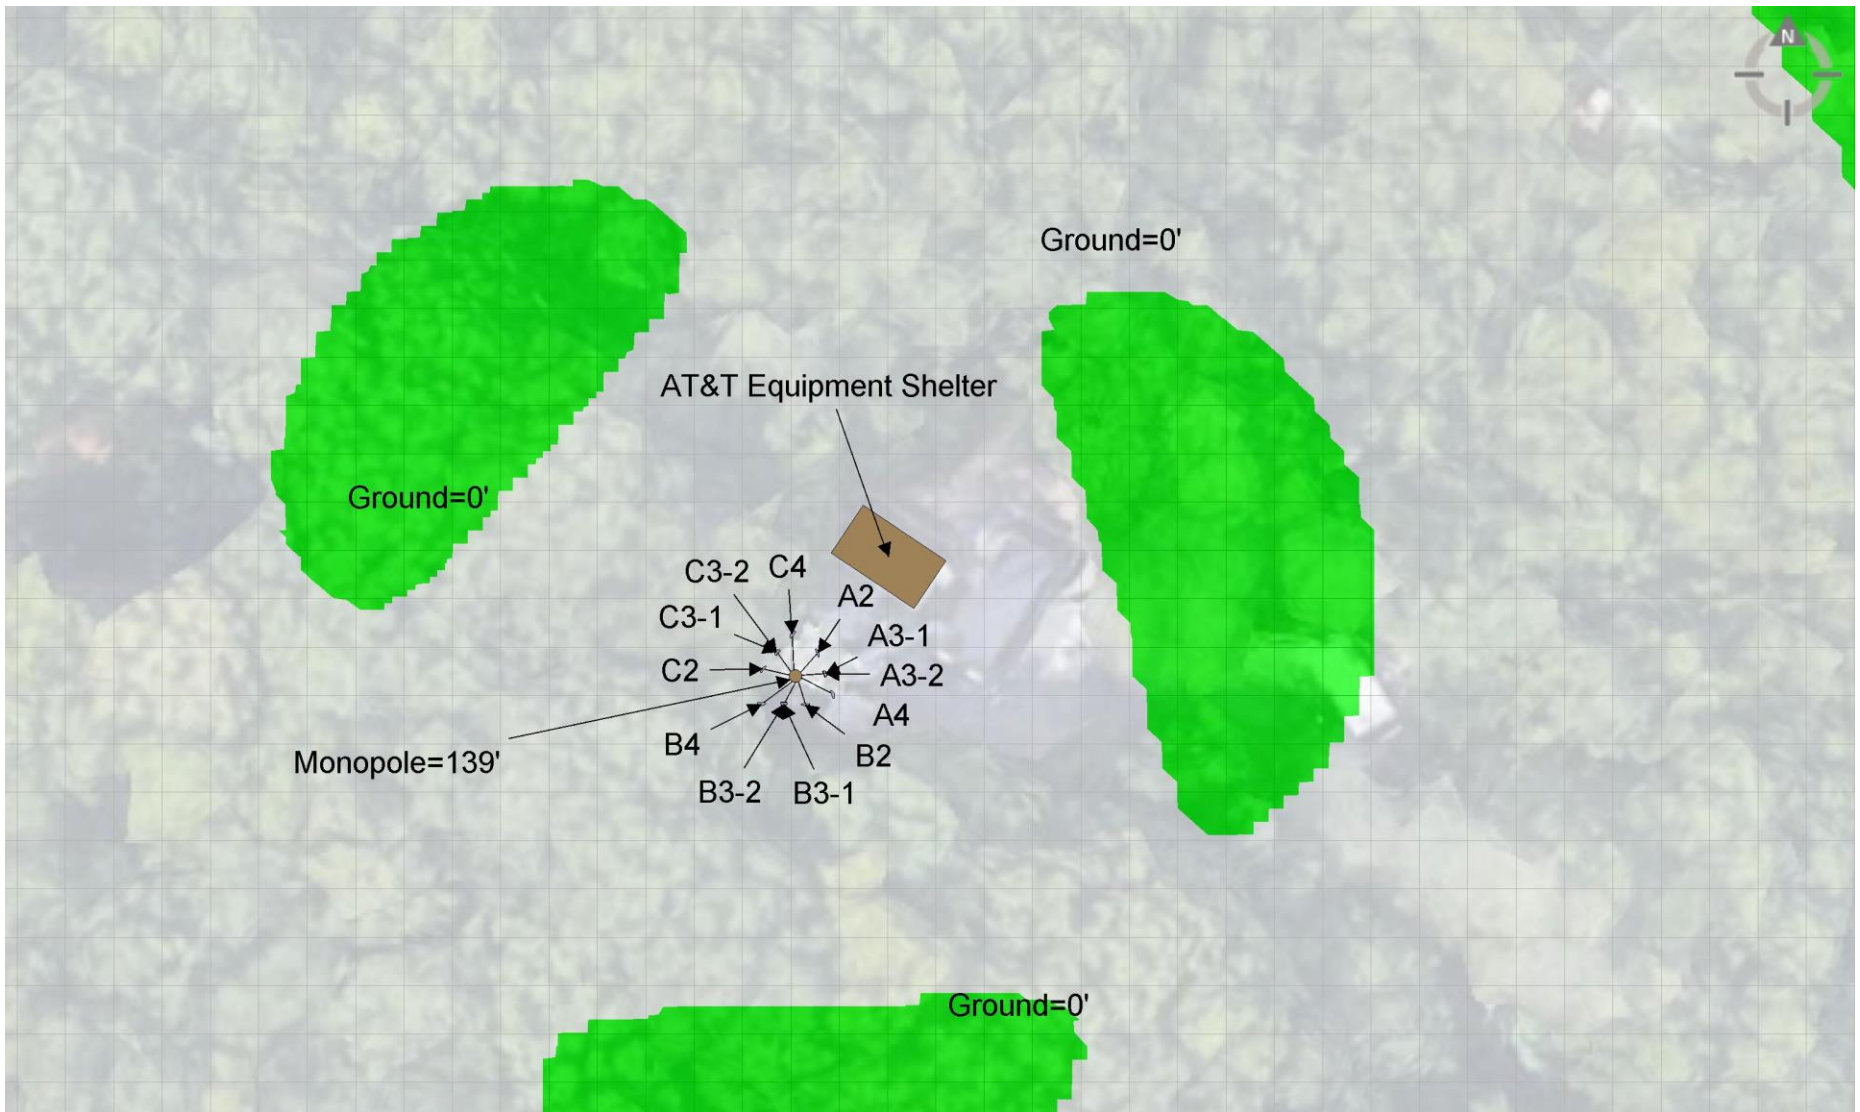 N
Ground=0'
AT&T Equipment Shelter
Ground=0'
C3-2
C4
A2
C3-1
A3-1
C2
A3-2
A4
B4
B2
Monopole=139'
B3-2
B3-1
Ground=0'